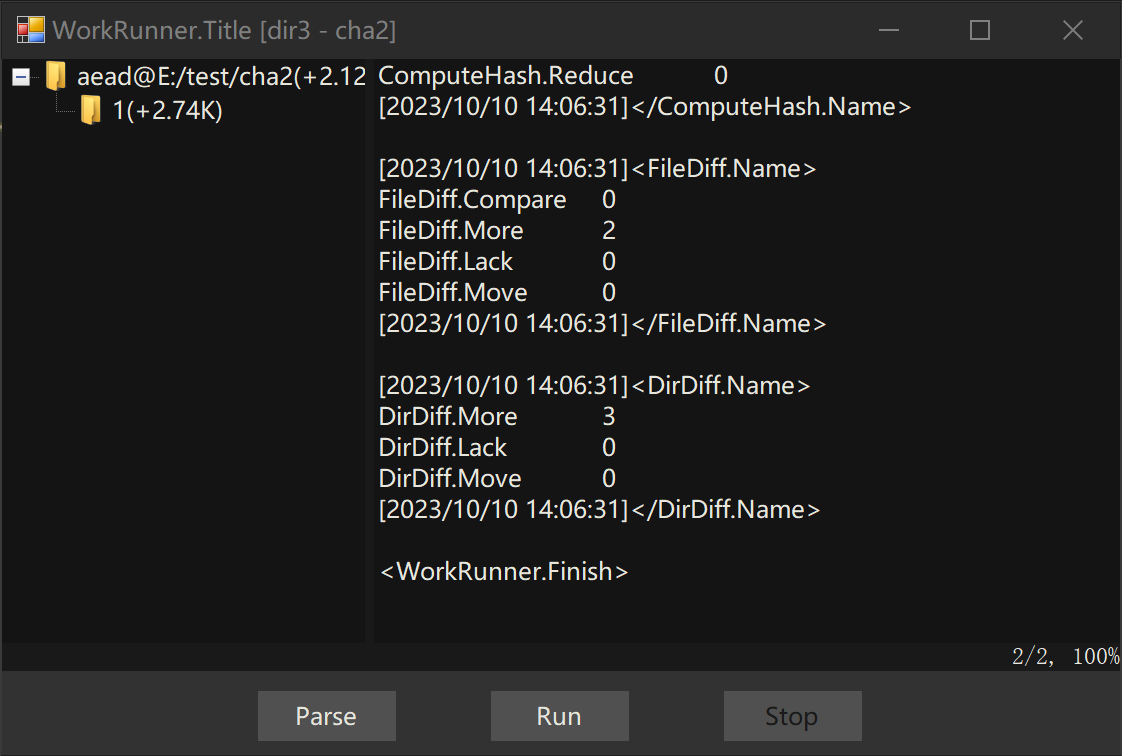 WorkRunner.Title [dir3 - cha2]
aead@E:/test/cha2(+2.12
1(+2.74K)
ComputeHash.Reduce 0
[2023/10/10 14:06:31]</ComputeHash.Name>
[2023/10/10 14:06:31]<FileDiff.Name>
FileDiff.Compare 0
FileDiff.More 2
FileDiff.Lack 0
FileDiff.Move 0
[2023/10/10 14:06:31]</FileDiff.Name>
[2023/10/10 14:06:31]<DirDiff.Name>
DirDiff.More 3
DirDiff.Lack 0
DirDiff.Move 0
[2023/10/10 14:06:31]</DirDiff.Name>
<WorkRunner.Finish>
2/2, 100%
Parse
Run
Stop